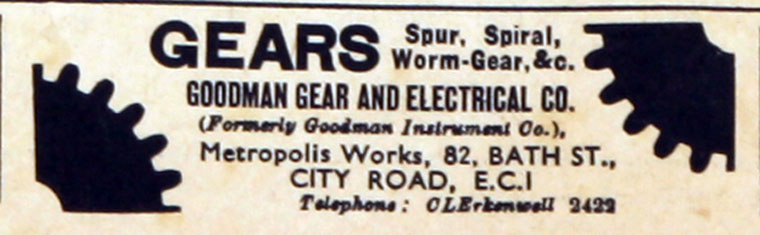 GEARS Spur, Spiral,
Worm-Gear, &c.
GOODMAN GEAR AND ELECTRICAL CO.
(Formerly Goodman Instrument Co.),
Metropolis Works, 82, BATH ST.,
CITY ROAD, E.C.1
Telephone: CLErkenwell 2422